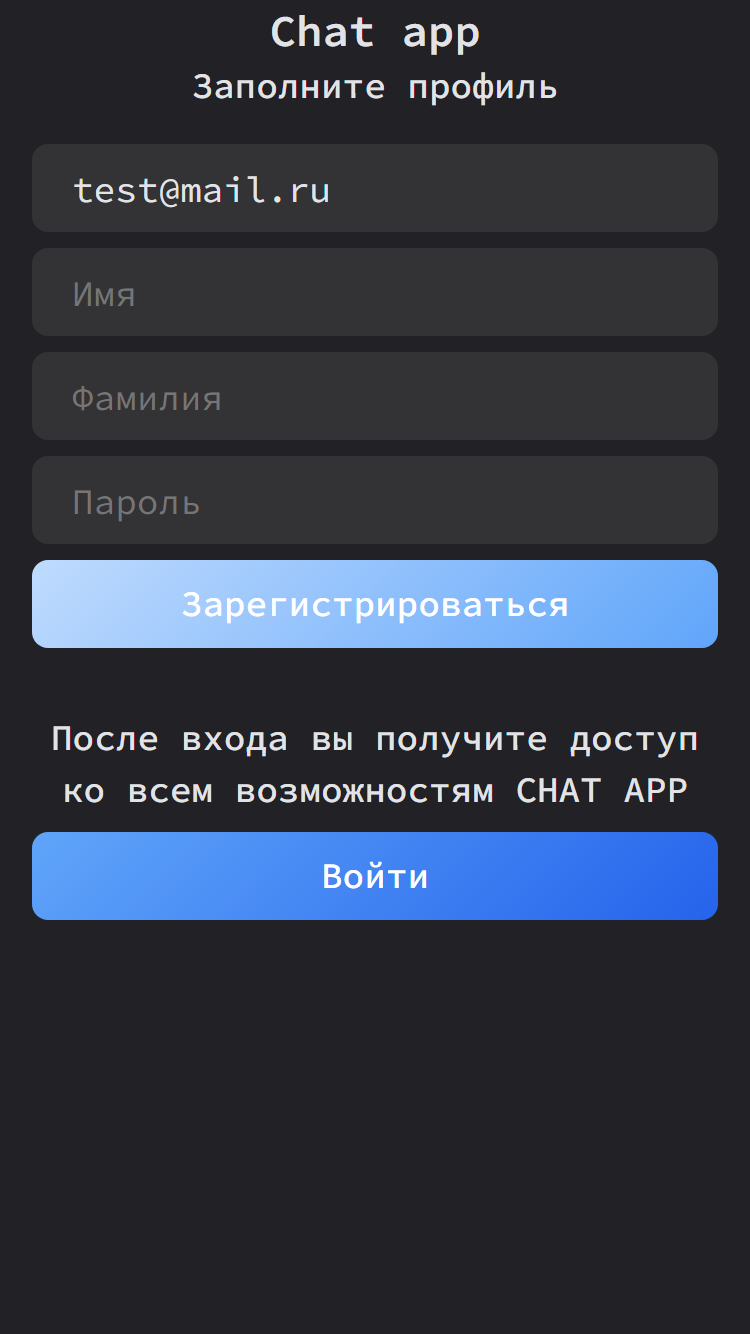 Chat app
Заполните профиль
test@mail.ru
Имя
Фамилия
Пароль
Зарегистрироваться
После входа вы получите доступ
ко всем возможностям CHAT APP
Войти